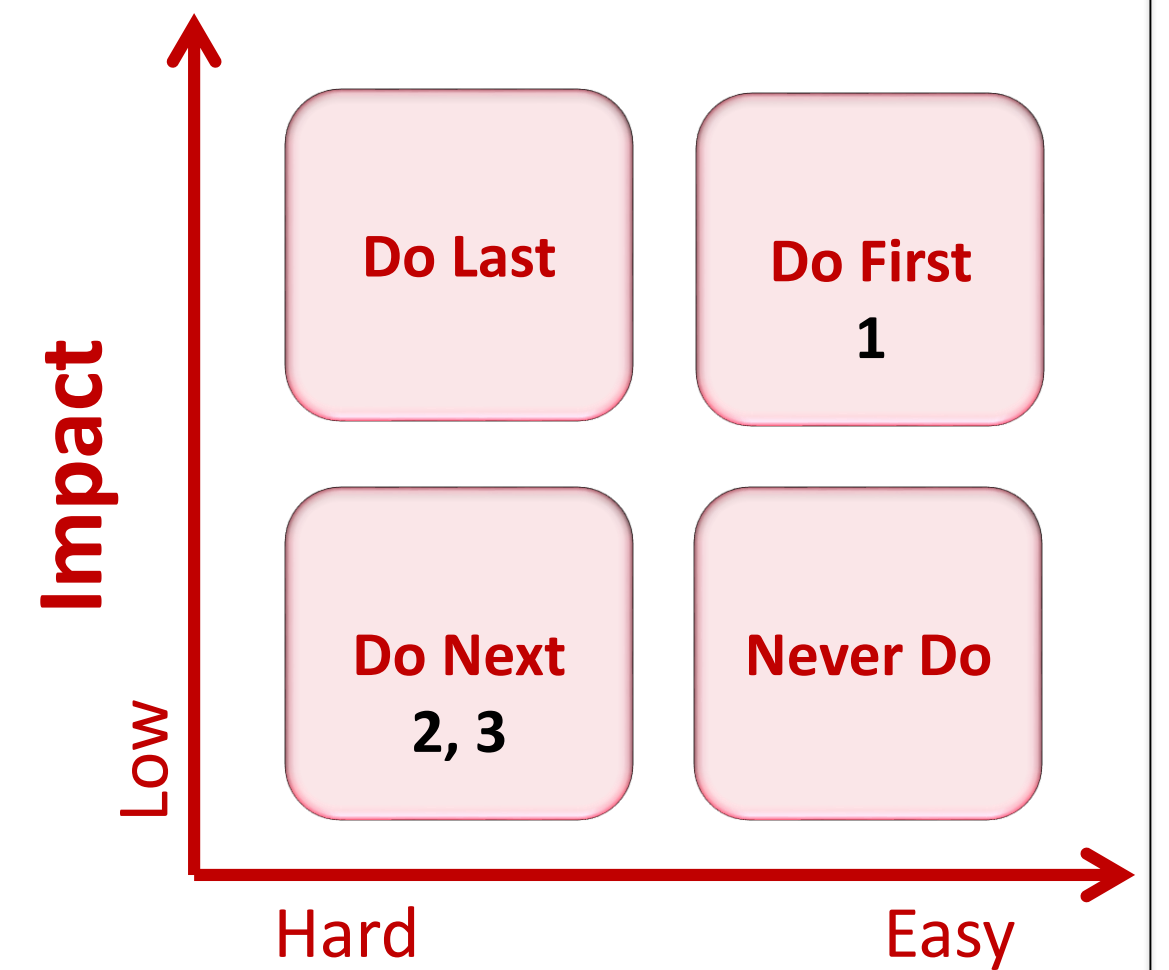 Do Last
Do First
1
Impact
Do Next
2, 3
Never Do
Low
Hard
Easy